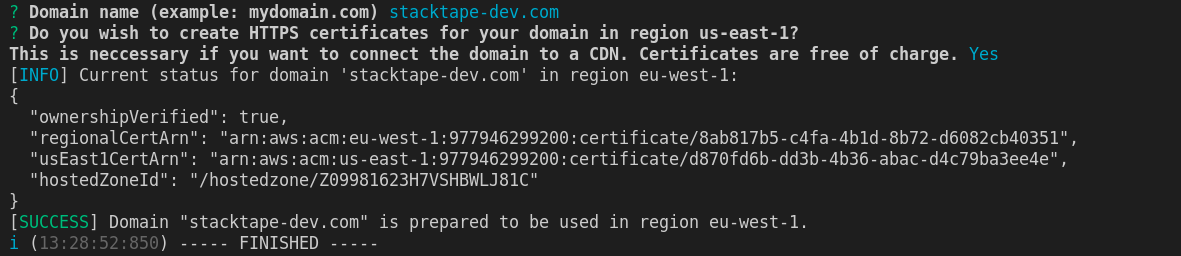 ? Domain name (example: mydomain.com) stacktape-dev.com
? Do you wish to create HTTPS certificates for your domain in region us-east-1?
This is neccessary if you want to connect the domain to a CDN. Certificates are free of charge. Yes
[INFO] Current status for domain 'stacktape-dev.com' in region eu-west-1:
{
  "ownershipVerified": true,
  "regionalCertArn": "arn:aws:acm:eu-west-1:977946299200:certificate/8ab817b5-c4fa-4b1d-8b72-d6082cb40351",
  "usEast1CertArn": "arn:aws:acm:us-east-1:977946299200:certificate/d870fd6b-dd3b-4b36-abac-d4c79ba3ee4e",
  "hostedZoneId": "/hostedzone/Z09981623H7VSHBWLJ81C"
}
[SUCCESS] Domain "stacktape-dev.com" is prepared to be used in region eu-west-1.
i (13:28:52:850) ----- FINISHED -----